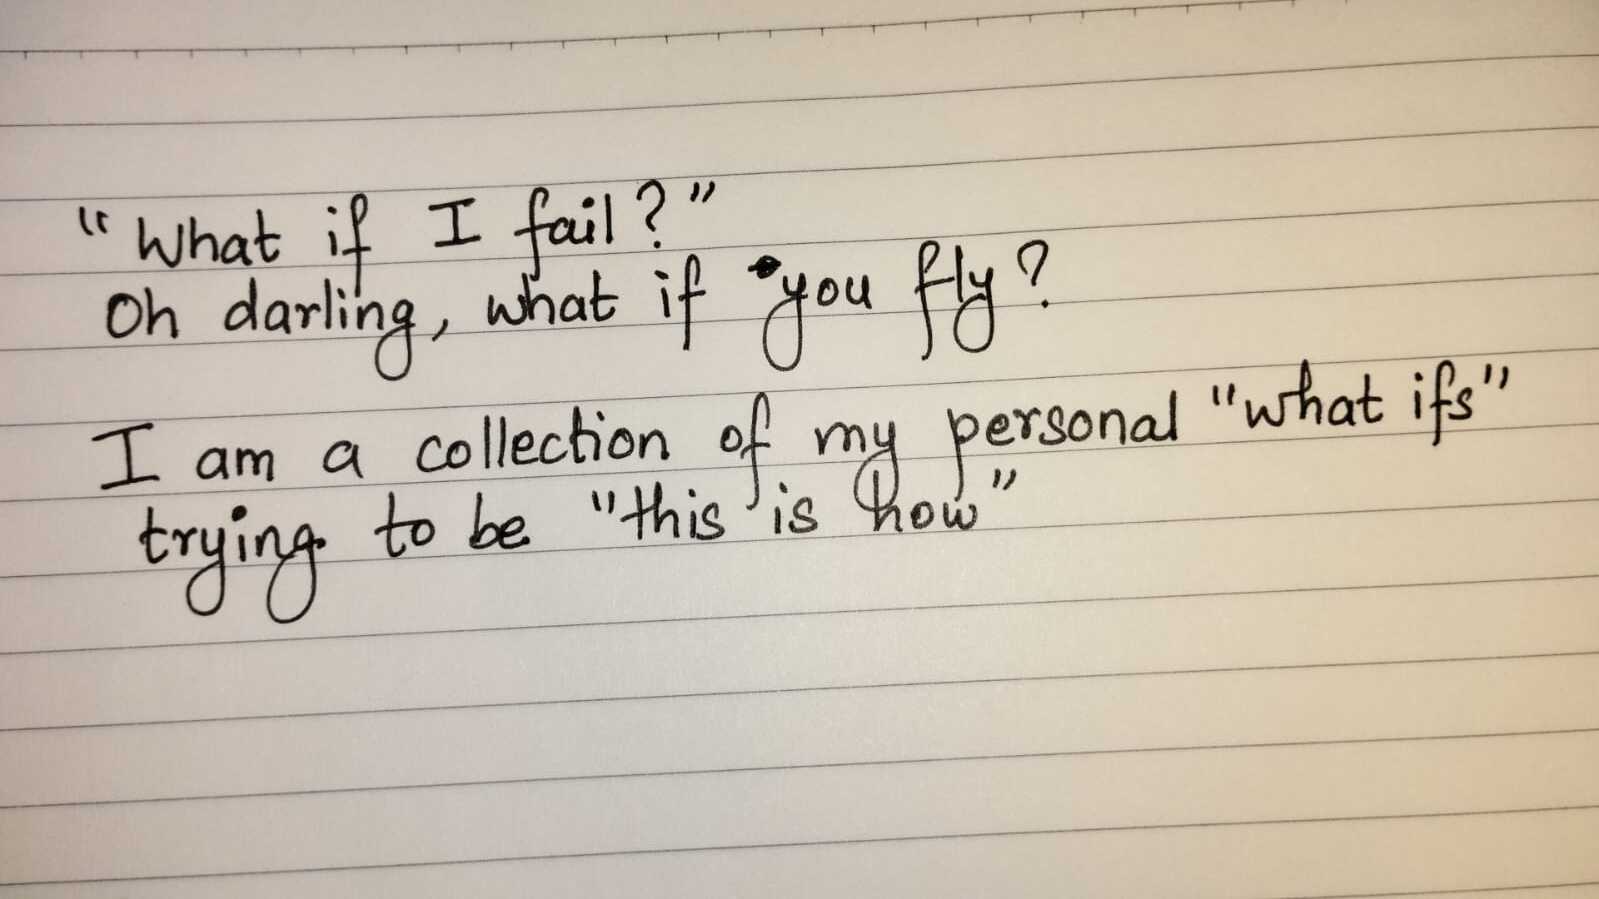 "What if I fail?"
Oh darling, what if you fly?
I am a collection of my personal "what ifs"
trying to be "this is how"